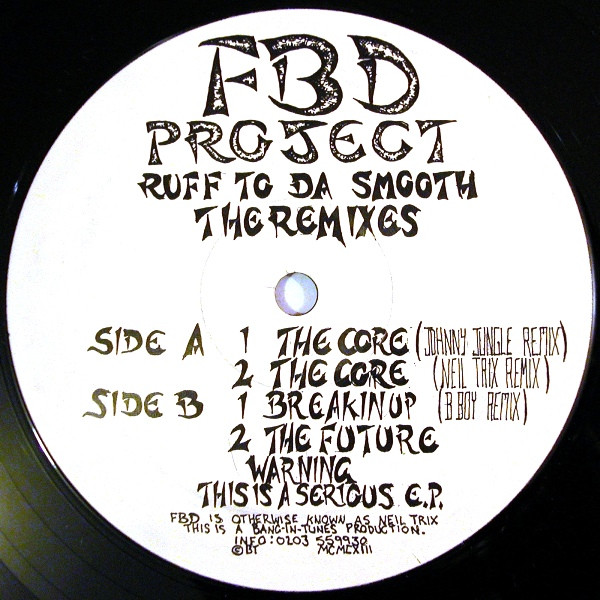 FBD
PROJECT
RUFF TO DA SMOOTH
THE REMIXES
SIDE A 1 THE CORE (JOHNNY JUNGLE REMIX)
2 THE CORE (NEIL TRIX REMIX)
SIDE B 1 BREAKIN UP (B BOY REMIX)
2 THE FUTURE
WARNING
THIS IS A SERIOUS E.P.
FBD IS OTHERWISE KNOWN AS NEIL TRIX
THIS IS A BANG-IN-TUNES PRODUCTION.
INFO: 0203 559930
©BT MCMCXIII